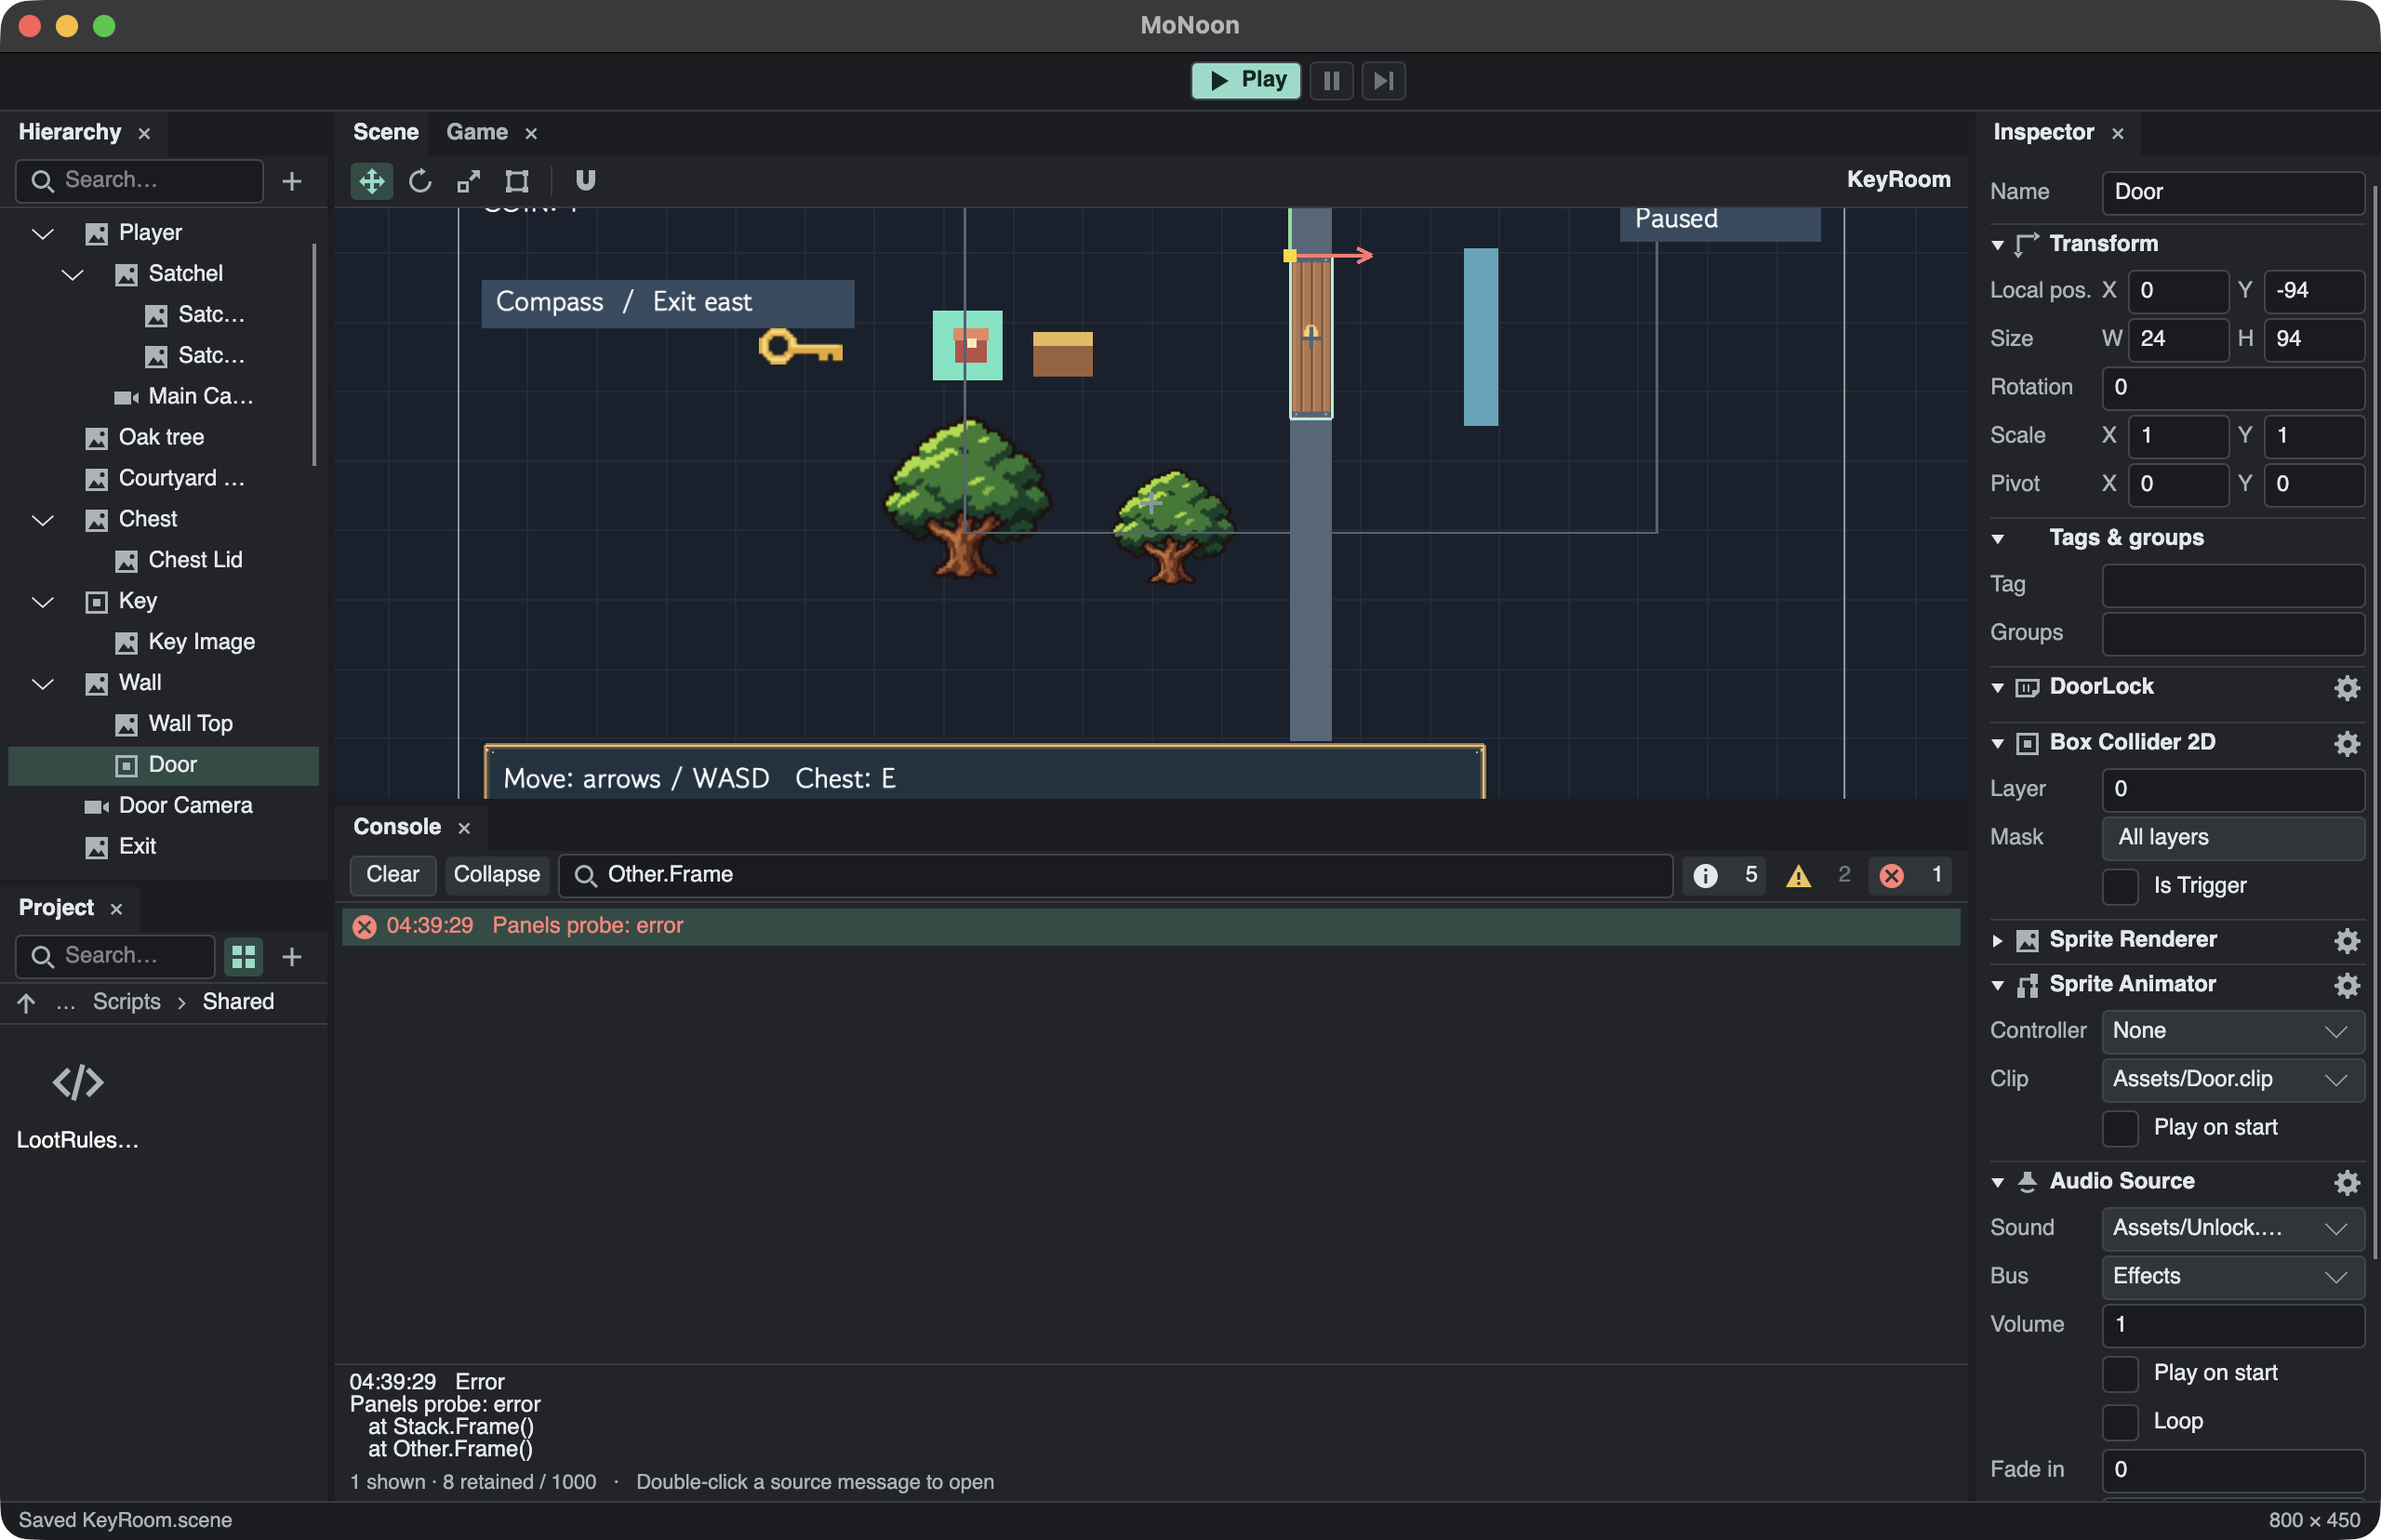 MoNoon
Play
Hierarchy
Search...
Player
Satchel
Satc...
Satc...
Main Ca...
Oak tree
Courtyard ...
Chest
Chest Lid
Key
Key Image
Wall
Wall Top
Door
Door Camera
Exit
Project
Search...
... Scripts › Shared
LootRules...
Scene Game
KeyRoom
Paused
Compass / Exit east
Move: arrows / WASD Chest: E
Console
Clear Collapse Other.Frame 5 2 1
04:39:29 Panels probe: error
04:39:29 Error
Panels probe: error
at Stack.Frame()
at Other.Frame()
1 shown · 8 retained / 1000 · Double-click a source message to open
Inspector
Name Door
Transform
Local pos. X 0 Y -94
Size W 24 H 94
Rotation 0
Scale X 1 Y 1
Pivot X 0 Y 0
Tags & groups
Tag
Groups
DoorLock
Box Collider 2D
Layer 0
Mask All layers
Is Trigger
Sprite Renderer
Sprite Animator
Controller None
Clip Assets/Door.clip
Play on start
Audio Source
Sound Assets/Unlock....
Bus Effects
Volume 1
Play on start
Loop
Fade in 0
Saved KeyRoom.scene
800 × 450